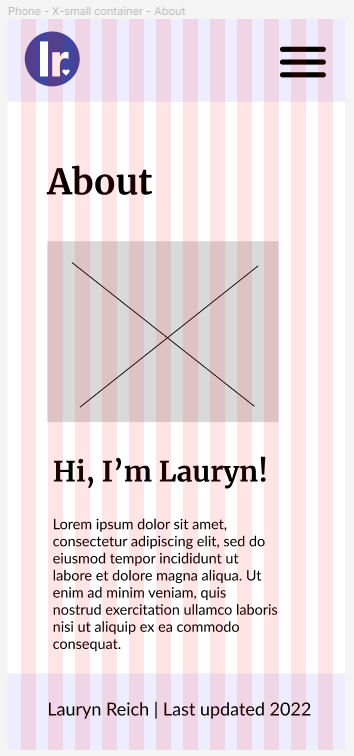 Phone - X-small container - About
lr.
About
Hi, I’m Lauryn!
Lorem ipsum dolor sit amet,
consectetur adipiscing elit, sed do
eiusmod tempor incididunt ut
labore et dolore magna aliqua. Ut
enim ad minim veniam, quis
nostrud exercitation ullamco laboris
nisi ut aliquip ex ea commodo
consequat.
Lauryn Reich | Last updated 2022